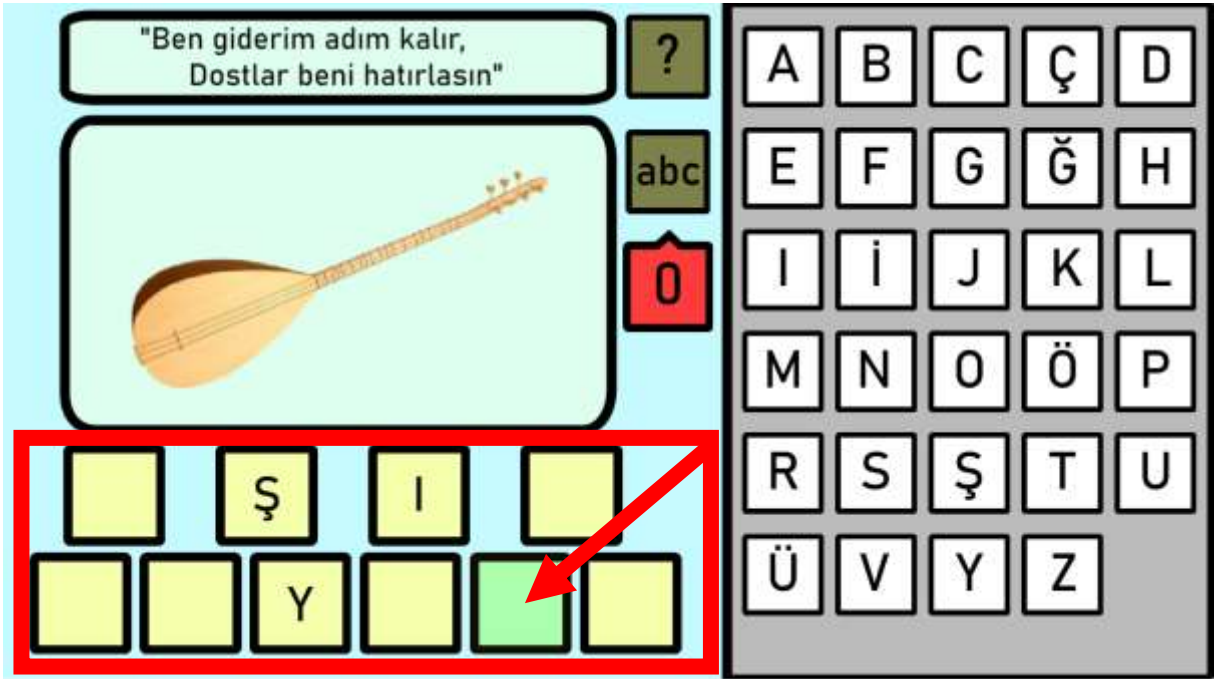 "Ben giderim adım kalır,
Dostlar beni hatırlasın"
?
abc
0
Ş I
Y
A B C Ç D
E F G Ğ H
I İ J K L
M N O Ö P
R S Ş T U
Ü V Y Z